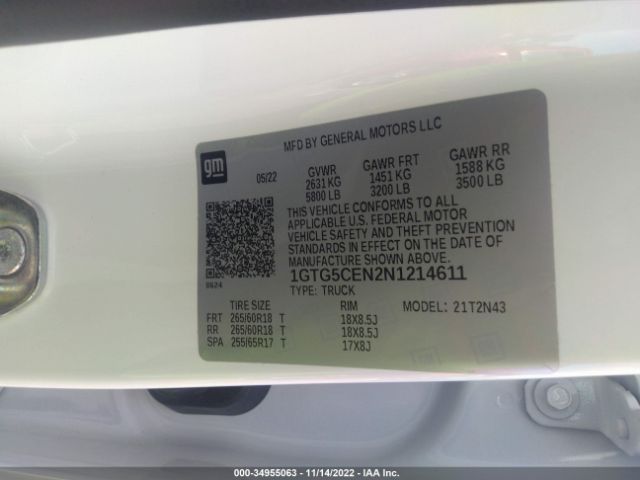 MFD BY GENERAL MOTORS LLC
gm
05/22 GVWR GAWR FRT GAWR RR
2631 KG 1451 KG 1588 KG
5800 LB 3200 LB 3500 LB
THIS VEHICLE CONFORMS TO ALL
APPLICABLE U.S. FEDERAL MOTOR
VEHICLE SAFETY AND THEFT PREVENTION
STANDARDS IN EFFECT ON THE DATE OF
MANUFACTURE SHOWN ABOVE.
1GTG5CEN2N1214611
TYPE: TRUCK
TIRE SIZE RIM MODEL: 21T2N43
FRT 265/60R18 T 18X8.5J
RR 265/60R18 T 18X8.5J
SPA 255/65R17 T 17X8J
000-34955063 - 11/14/2022 - IAA Inc.